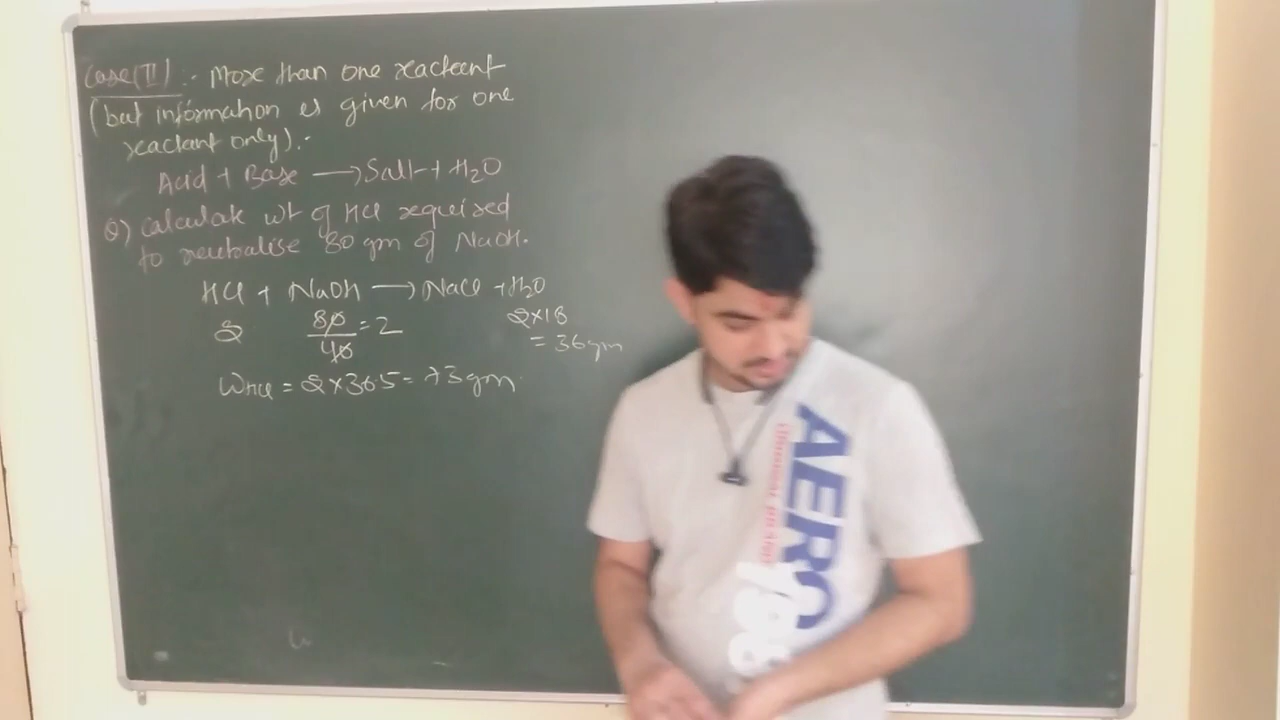 Case(II) :- More than one reactent
(but information is given for one
reactant only).-
Acid + Base → Salt + H₂O
Q) Calculate wt of HCl required
to neutralise 80 gm of NaOH.
HCl + NaOH → NaCl + H₂O
2 80/40 = 2 2×18
= 36gm
WHCl = 2×36.5 = 73gm
AERO